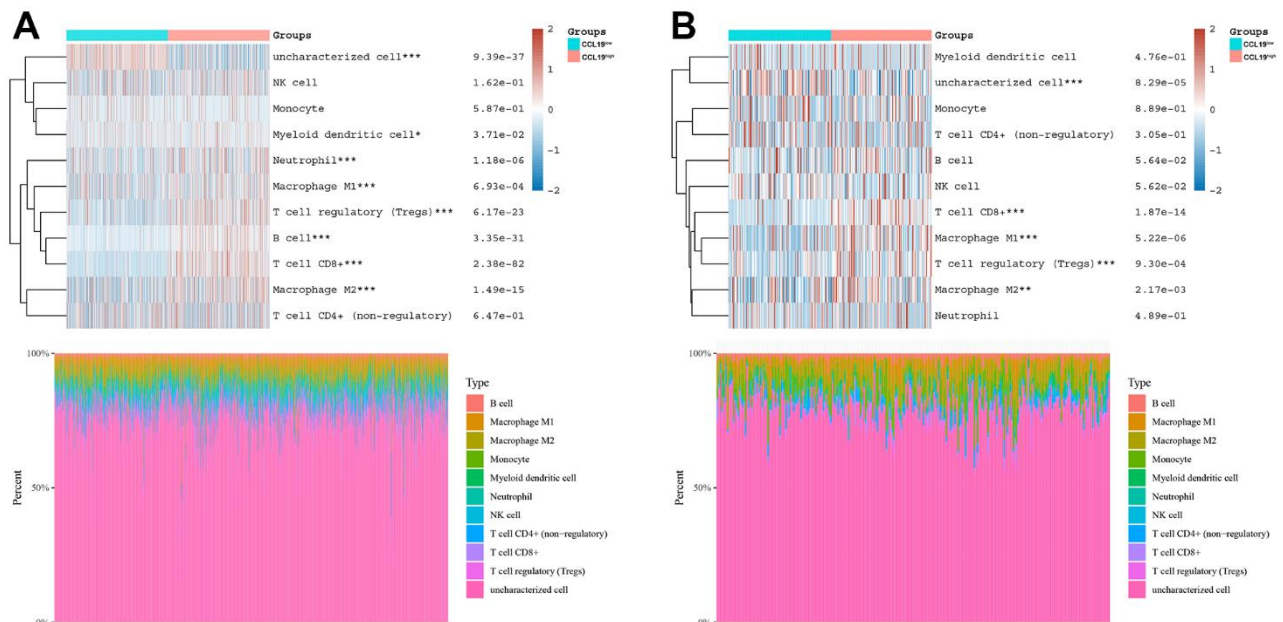 A
Groups
uncharacterized cell*** 9.39e-37
NK cell 1.62e-01
Monocyte 5.87e-01
Myeloid dendritic cell* 3.71e-02
Neutrophil*** 1.18e-06
Macrophage M1*** 6.93e-04
T cell regulatory (Tregs)*** 6.17e-23
B cell*** 3.35e-31
T cell CD8+*** 2.38e-82
Macrophage M2*** 1.49e-15
T cell CD4+ (non-regulatory) 6.47e-01
2
1
0
−1
−2
Groups
CCL19low
CCL19high
100%
50%
0%
Percent
Type
B cell
Macrophage M1
Macrophage M2
Monocyte
Myeloid dendritic cell
Neutrophil
NK cell
T cell CD4+ (non−regulatory)
T cell CD8+
T cell regulatory (Tregs)
uncharacterized cell
B
Groups
Myeloid dendritic cell 4.76e-01
uncharacterized cell*** 8.29e-05
Monocyte 8.89e-01
T cell CD4+ (non-regulatory) 3.05e-01
B cell 5.64e-02
NK cell 5.62e-02
T cell CD8+*** 1.87e-14
Macrophage M1*** 5.22e-06
T cell regulatory (Tregs)*** 9.30e-04
Macrophage M2** 2.17e-03
Neutrophil 4.89e-01
2
1
0
−1
−2
Groups
CCL19low
CCL19high
100%
50%
0%
Percent
Type
B cell
Macrophage M1
Macrophage M2
Monocyte
Myeloid dendritic cell
Neutrophil
NK cell
T cell CD4+ (non−regulatory)
T cell CD8+
T cell regulatory (Tregs)
uncharacterized cell